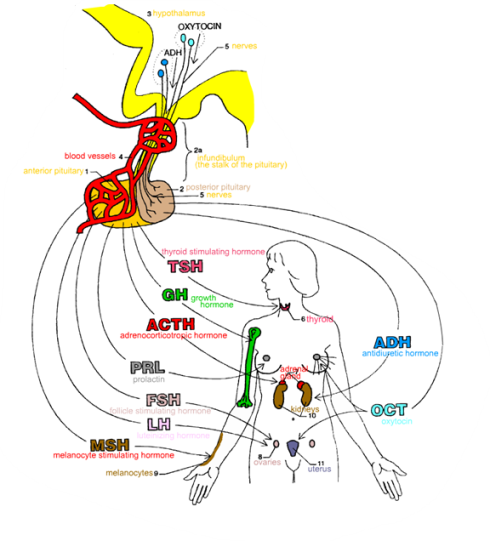 3 hypothalamus
OXYTOCIN
5 nerves
ADH
2a
infundibulum
(the stalk of the pituitary)
blood vessels 4
anterior pituitary 1
2 posterior pituitary
5 nerves
thyroid stimulating hormone
TSH
GH growth
hormone
6 thyroid
ACTH
adrenocorticotropic hormone
ADH
antidiuretic hormone
PRL
prolactin
7
adrenal
gland
FSH
follicle stimulating hormone
kidneys
10
OCT
oxytocin
LH
luteinising hormone
MSH
melanocyte stimulating hormone
8
ovaries
11
uterus
melanocytes 9